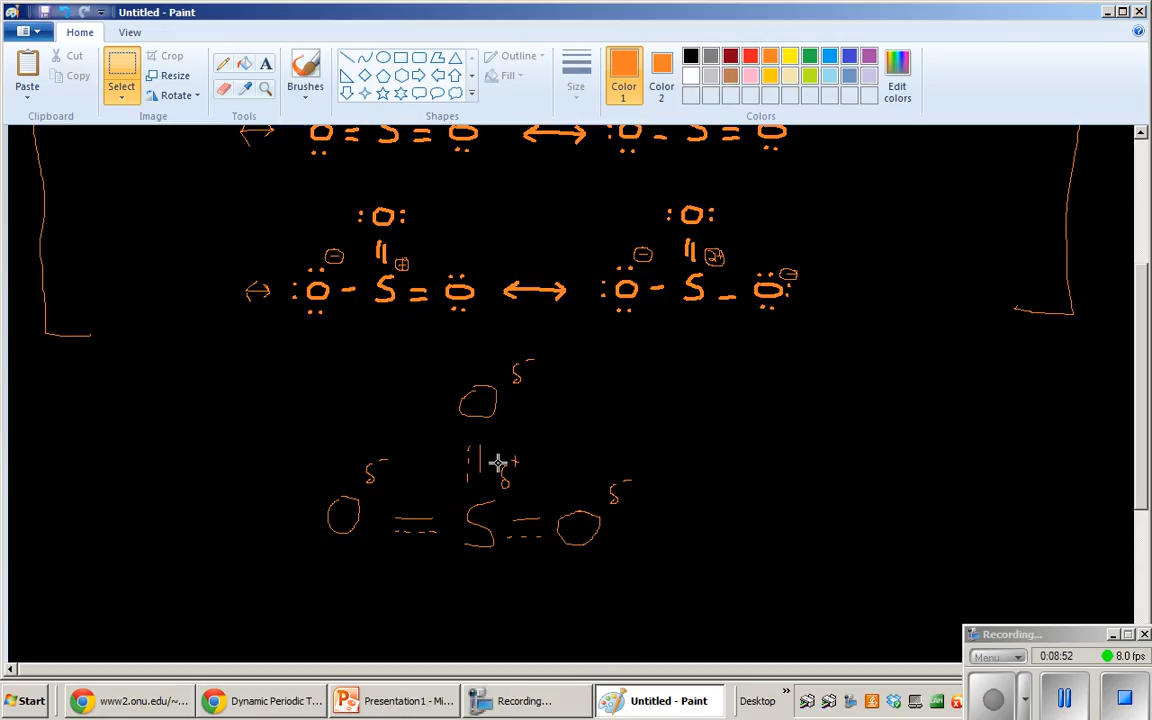 Untitled - Paint
Home View
Cut
Copy
Paste
Clipboard
Select
Crop
Resize
Rotate
Image
A
Tools
Brushes
Shapes
Outline
Fill
Size
Color 1
Color 2
Edit colors
Colors
↔ O = S = O ↔ :O - S = O
:O: :O:
⊖ || ⊕ ⊖ || 2+ ⊖
↔ :O - S = O ↔ :O - S - O:
O δ-
δ- || δ+ δ-
O = S = O
Recording...
Menu 0:08:52 8.0 fps
Start www2.onu.edu/~... Dynamic Periodic T... Presentation1 - Mi... Recording... Untitled - Paint Desktop »